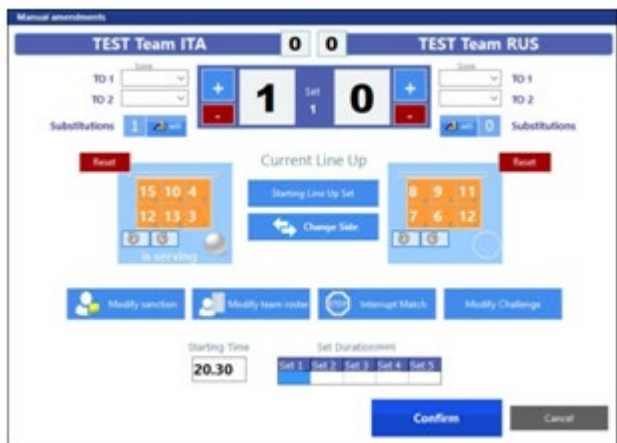 Manual amendments
TEST Team ITA 0 0 TEST Team RUS
Score Score
TO 1 + 1 Set 1 0 + TO 1
TO 2 - - TO 2
Substitutions 1 0 Substitutions
Reset Current Line Up Reset
15 10 4 Starting Line Up Set 8 9 11
12 13 3 Change Side 7 6 12
is serving
Modify sanction Modify team roster STOP Interrupt Match Modify Challenge
Starting Time Set Duration(mm)
20.30 Set 1 Set 2 Set 3 Set 4 Set 5
Confirm Cancel